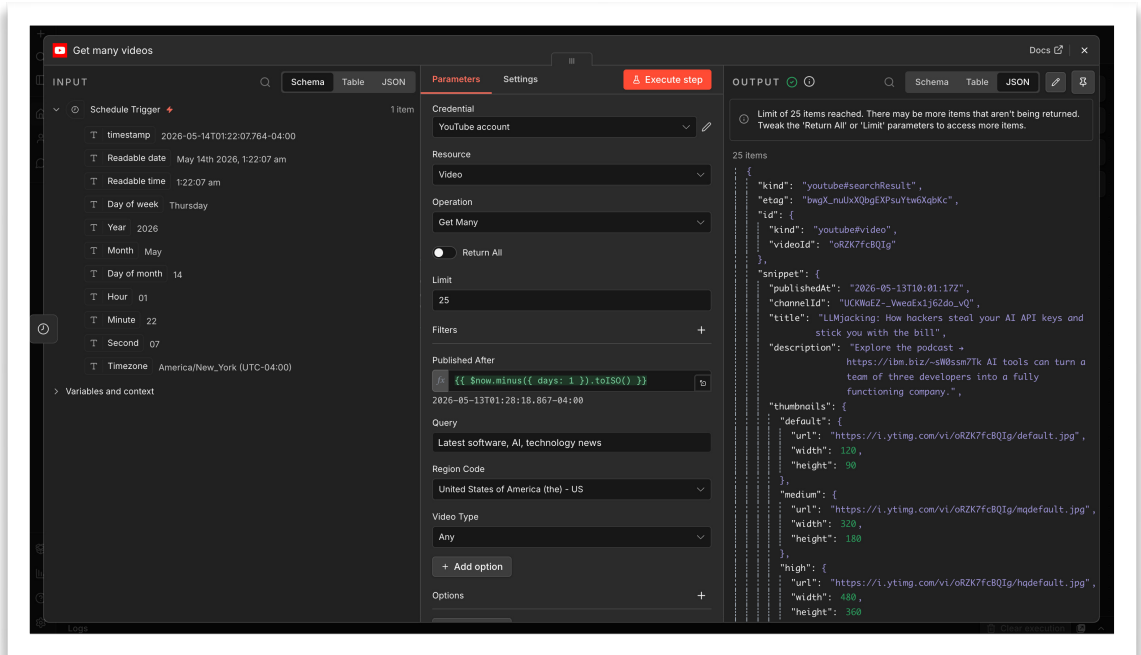 Get many videos
Docs
INPUT
Schema Table JSON
Schedule Trigger
1 item
T timestamp 2026-05-14T01:22:07.764-04:00
T Readable date May 14th 2026, 1:22:07 am
T Readable time 1:22:07 am
T Day of week Thursday
T Year 2026
T Month May
T Day of month 14
T Hour 01
T Minute 22
T Second 07
T Timezone America/New_York (UTC-04:00)
Variables and context
Parameters Settings
Execute step
Credential
YouTube account
Resource
Video
Operation
Get Many
Return All
Limit
25
Filters
Published After
fx {{ $now.minus({ days: 1 }).toISO() }}
2026-05-13T01:28:18.867-04:00
Query
Latest software, AI, technology news
Region Code
United States of America (the) - US
Video Type
Any
+ Add option
Options
OUTPUT
Schema Table JSON
Limit of 25 items reached. There may be more items that aren't being returned.
Tweak the 'Return All' or 'Limit' parameters to access more items.
25 items
{
"kind": "youtube#searchResult",
"etag": "bwgX_nuUxXQbgEXPsuYtw6XqbKc",
"id": {
"kind": "youtube#video",
"videoId": "oRZK7fcBQIg"
},
"snippet": {
"publishedAt": "2026-05-13T10:01:17Z",
"channelId": "UCKWaEZ-_VweaEx1j62do_vQ",
"title": "LLMjacking: How hackers steal your AI API keys and
stick you with the bill",
"description": "Explore the podcast →
https://ibm.biz/~sW0ssm7Tk AI tools can turn a
team of three developers into a fully
functioning company.",
"thumbnails": {
"default": {
"url": "https://i.ytimg.com/vi/oRZK7fcBQIg/default.jpg",
"width": 120,
"height": 90
},
"medium": {
"url": "https://i.ytimg.com/vi/oRZK7fcBQIg/mqdefault.jpg",
"width": 320,
"height": 180
},
"high": {
"url": "https://i.ytimg.com/vi/oRZK7fcBQIg/hqdefault.jpg",
"width": 480,
"height": 360
Logs
Clear execution